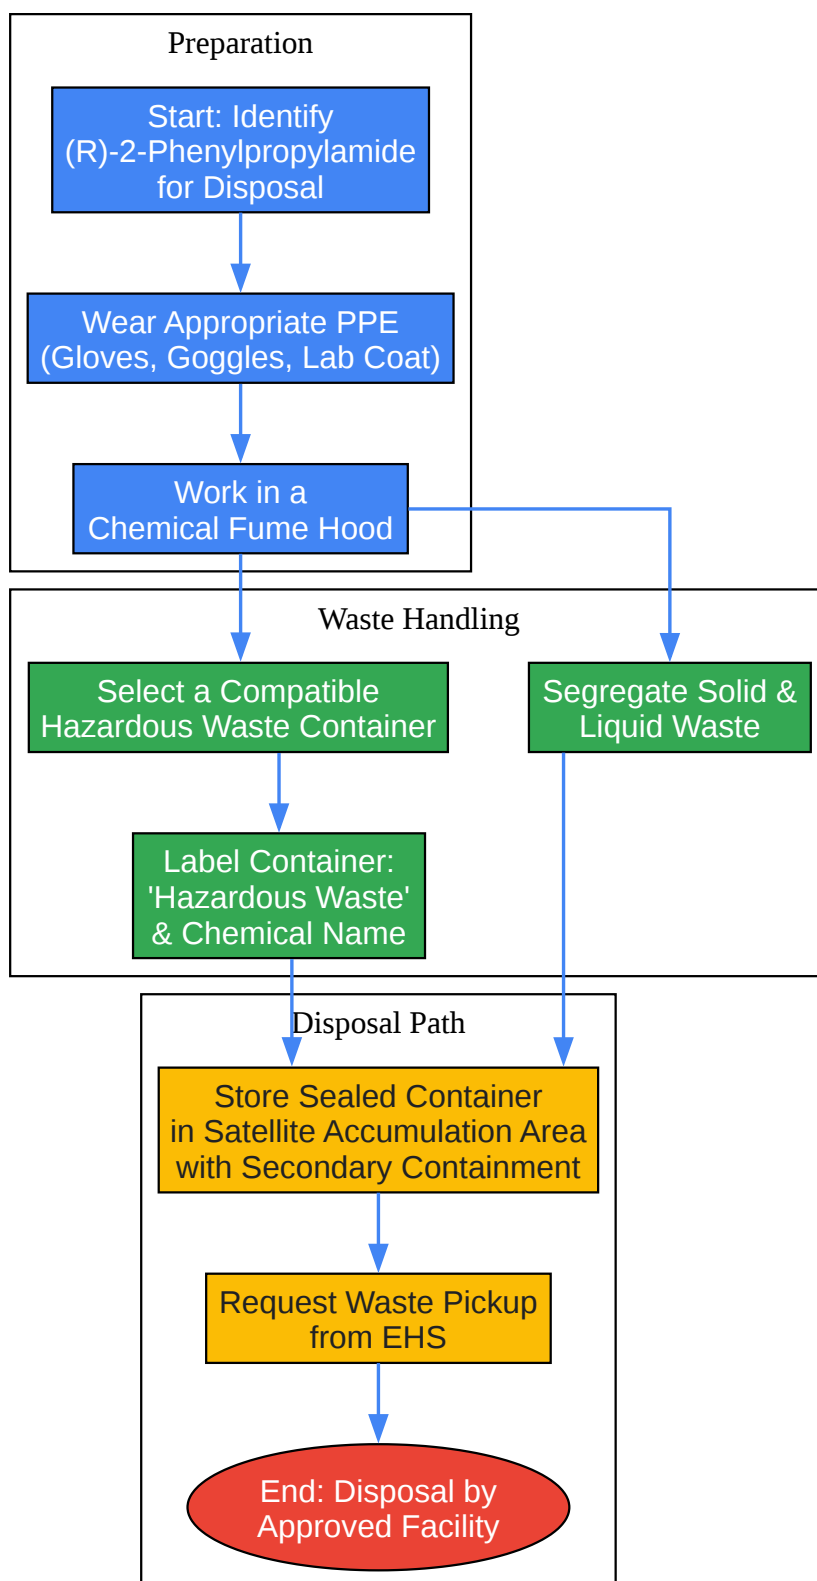 Preparation
Start: Identify
(R)-2-Phenylpropylamide
for Disposal
Wear Appropriate PPE
(Gloves, Goggles, Lab Coat)
Work in a
Chemical Fume Hood
Waste Handling
Select a Compatible
Hazardous Waste Container
Segregate Solid &
Liquid Waste
Label Container:
'Hazardous Waste'
& Chemical Name
Disposal Path
Store Sealed Container
in Satellite Accumulation Area
with Secondary Containment
Request Waste Pickup
from EHS
End: Disposal by
Approved Facility